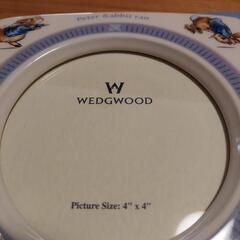 Peter Rabbit ran
W
WEDGWOOD
Picture Size: 4" x 4"